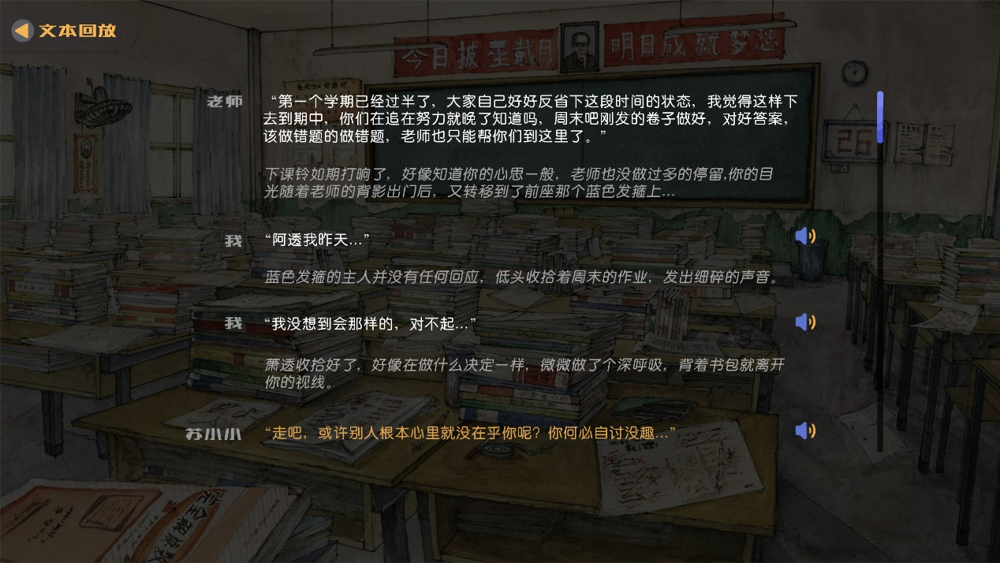 文本回放
今日披星戴月
明日成就梦想
老师
“第一个学期已经过半了，大家自己好好反省下这段时间的状态，我觉得这样下
去到期中，你们在追在努力就晚了知道吗，周末吧刚发的卷子做好，对好答案，
该做错题的做错题，老师也只能帮你们到这里了。”
26
下课铃如期打响了，好像知道你的心思一般，老师也没做过多的停留,你的目
光随着老师的背影出门后，又转移到了前座那个蓝色发箍上...
我
“阿透我昨天...”
蓝色发箍的主人并没有任何回应，低头收拾着周末的作业，发出细碎的声音。
我
“我没想到会那样的，对不起...”
萧透收拾好了，好像在做什么决定一样，微微做了个深呼吸，背着书包就离开
你的视线。
苏小小
“走吧，或许别人根本心里就没在乎你呢？你何必自讨没趣...”